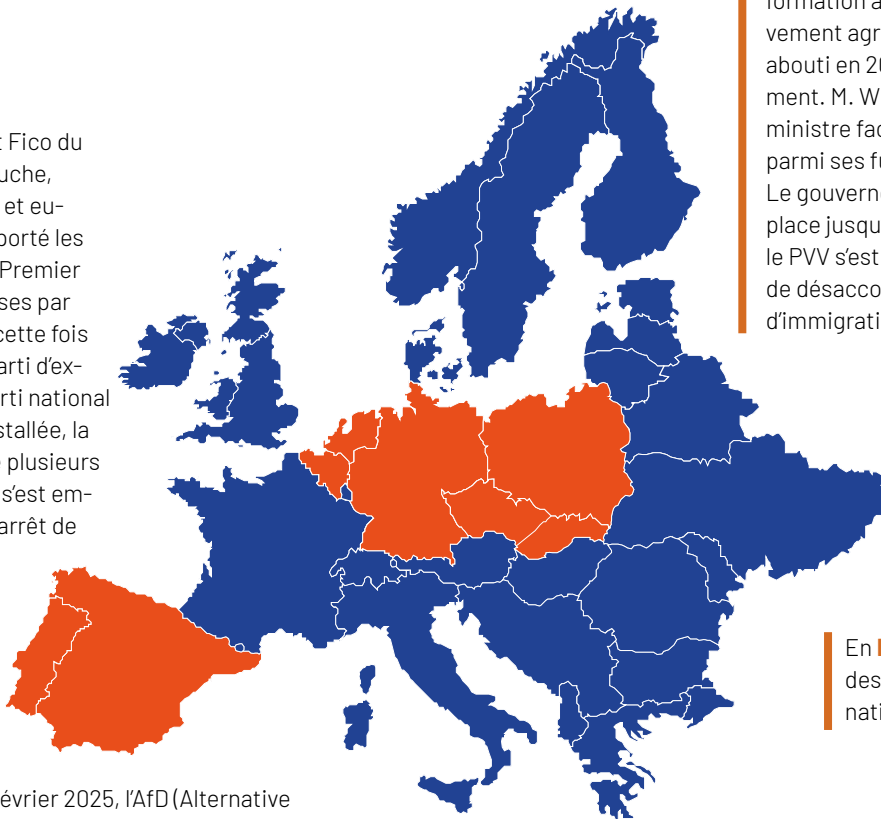 t Fico du
uche,
et eu-
porté les
Premier
ses par
cette fois
arti d'ex-
rti national
stallée, la
plusieurs
s'est em-
arrêt de
formation a
vement agr
abouti en 20
ment. M. W
ministre fac
parmi ses fu
Le gouverne
place jusqu
le PVV s'est
de désacco
d'immigrati
En
des
nati
évrier 2025, l'AfD (Alternative